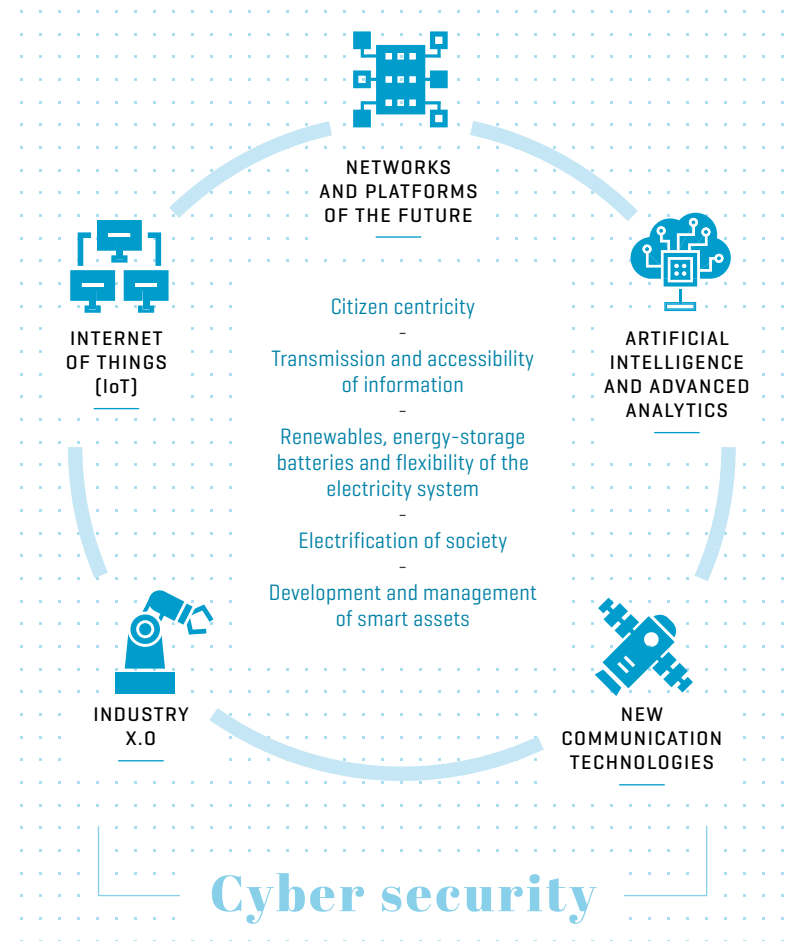 NETWORKS
AND PLATFORMS
OF THE FUTURE
INTERNET
OF THINGS
(IoT)
ARTIFICIAL
INTELLIGENCE
AND ADVANCED
ANALYTICS
Citizen centricity
-
Transmission and accessibility
of information
-
Renewables, energy-storage
batteries and flexibility of the
electricity system
-
Electrification of society
-
Development and management
of smart assets
INDUSTRY
X.0
NEW
COMMUNICATION
TECHNOLOGIES
Cyber security